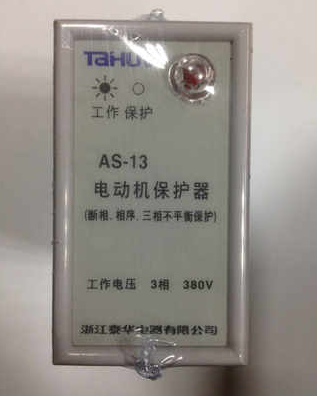 TAHUA
工作 保护
AS-13
电动机保护器
(断相、相序、三相不平衡保护)
工作电压 3相 380V
浙江泰华电器有限公司